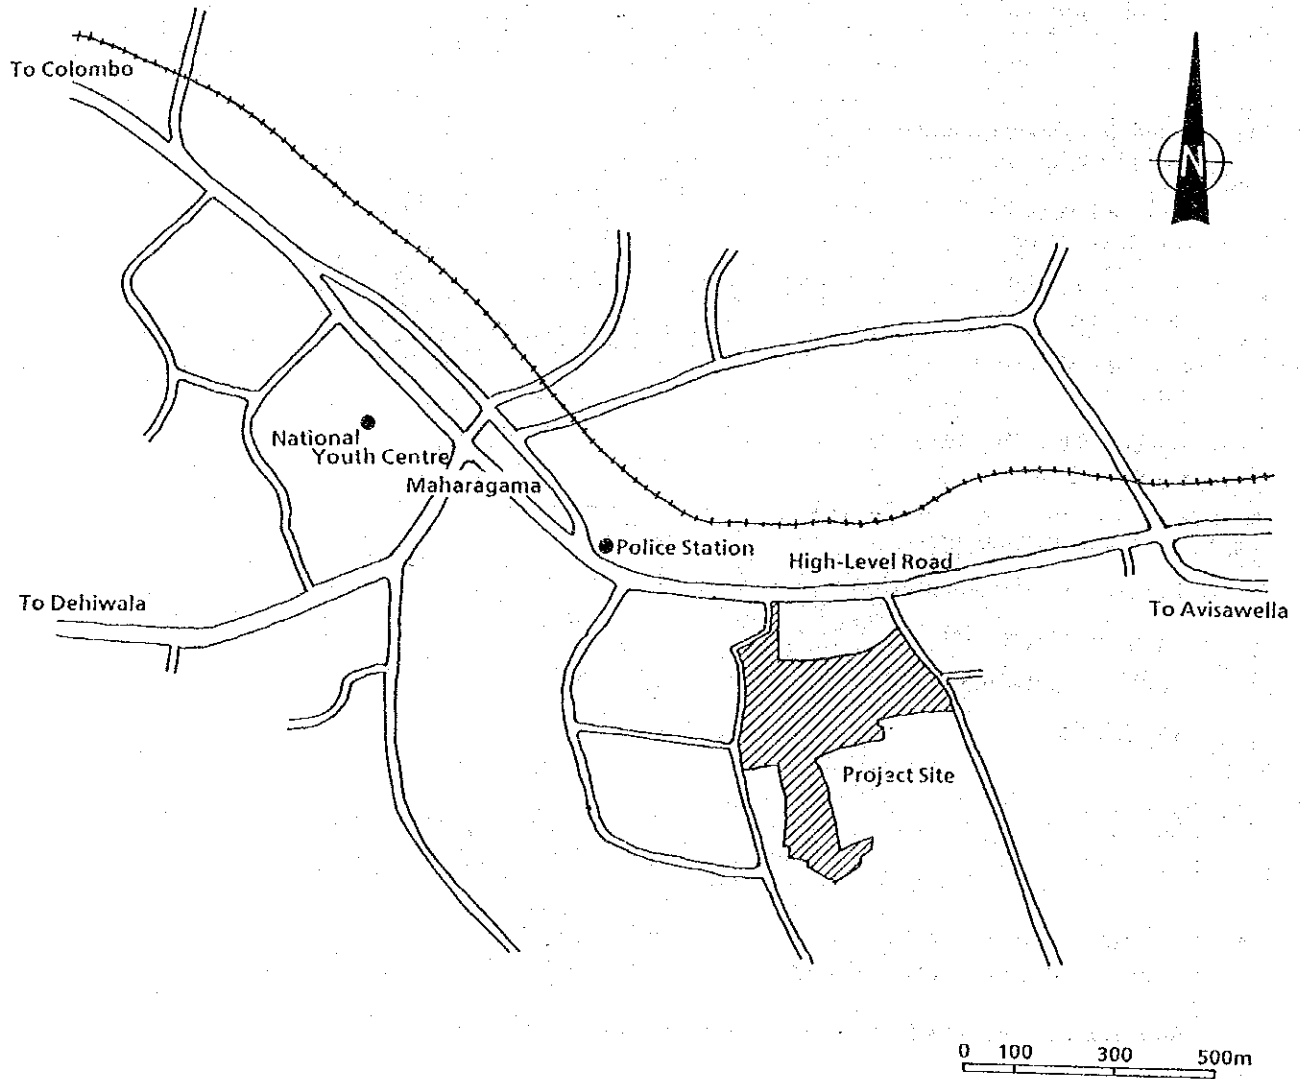 To Colombo
N
National
Youth Centre
Maharagama
Police Station
High-Level Road
To Dehiwala
To Avisawella
Project Site
0 100 300 500m